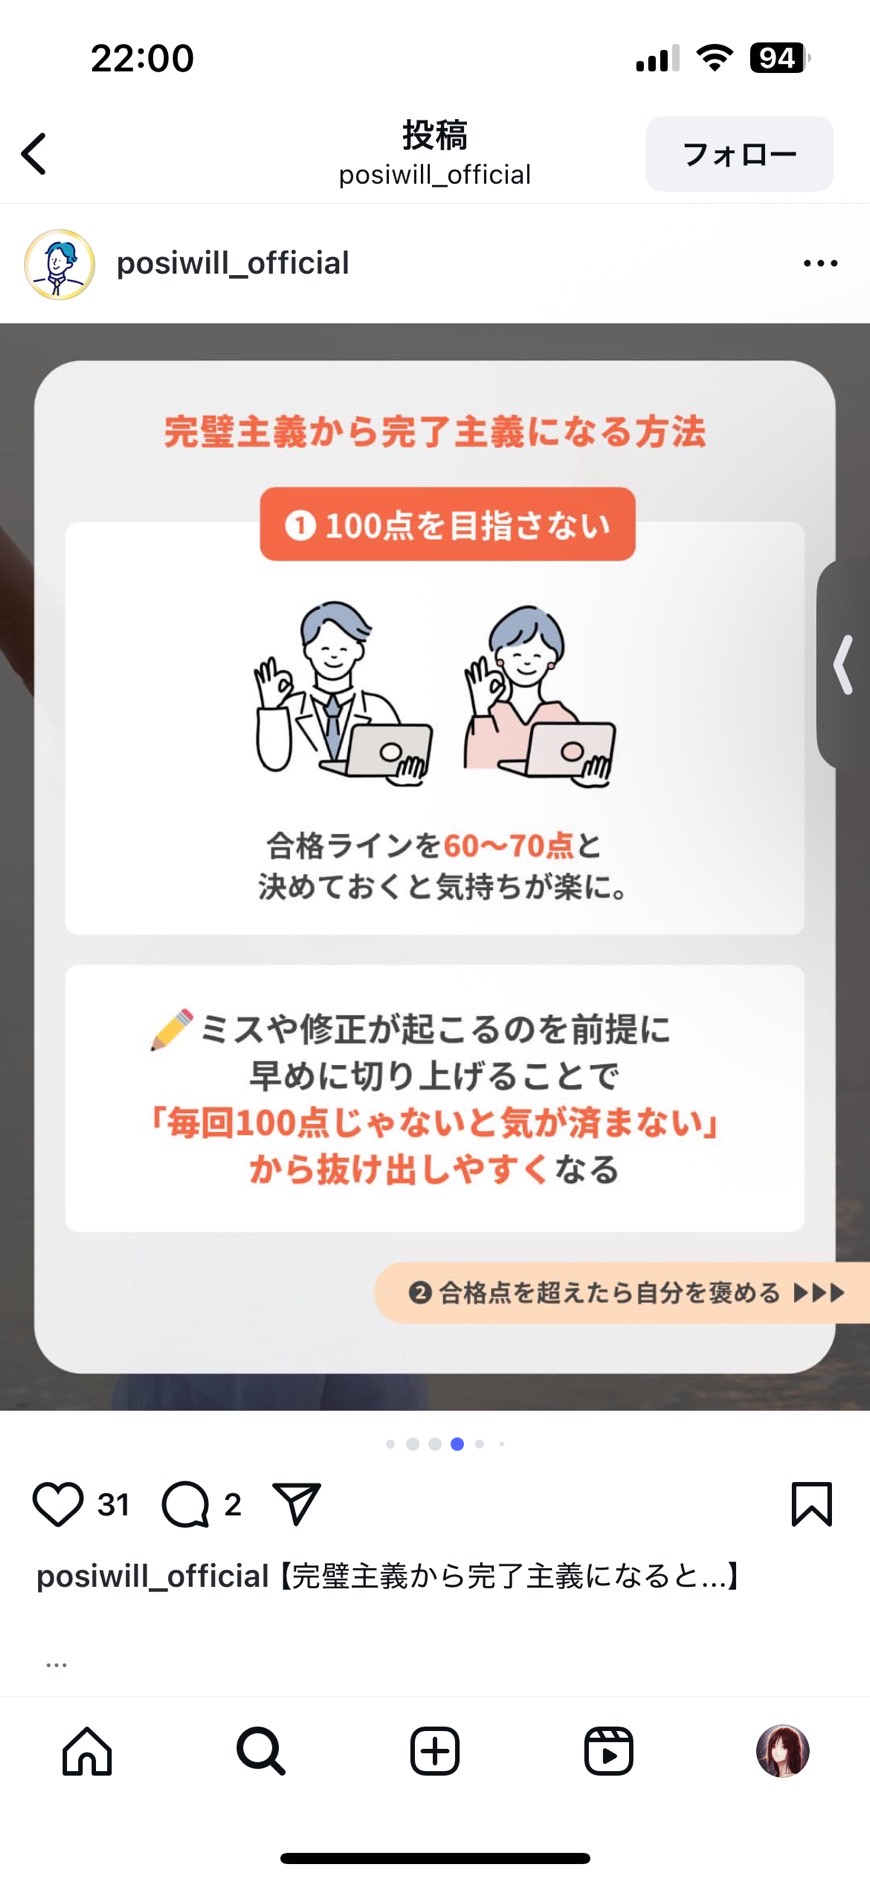 22:00
94
投稿
posiwill_official
フォロー
posiwill_official
完璧主義から完了主義になる方法
❶ 100点を目指さない
合格ラインを60〜70点と
決めておくと気持ちが楽に。
✏️ミスや修正が起こるのを前提に
早めに切り上げることで
「毎回100点じゃないと気が済まない」
から抜け出しやすくなる
❷ 合格点を超えたら自分を褒める ▶▶▶
31
2
posiwill_official【完璧主義から完了主義になると...】
...